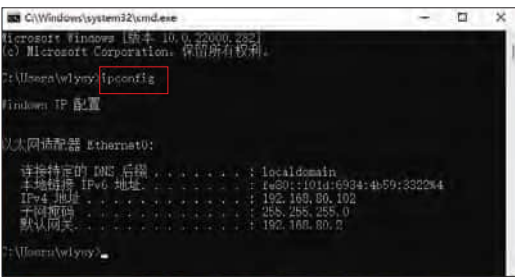 C:\Windows\system32\cmd.exe
Microsoft Windows [版本 10.0.22000.282]
(c) Microsoft Corporation。保留所有权利。
C:\Users\wlysy>ipconfig
Windows IP 配置
以太网适配器 Ethernet0:
连接特定的 DNS 后缀 . . . . . . . : localdomain
本地链接 IPv6 地址. . . . . . . . : fe80::101d:6934:4b59:3322%4
IPv4 地址 . . . . . . . . . . . . : 192.168.80.102
子网掩码 . . . . . . . . . . . . : 255.255.255.0
默认网关. . . . . . . . . . . . . : 192.168.80.2
C:\Users\wlysy>